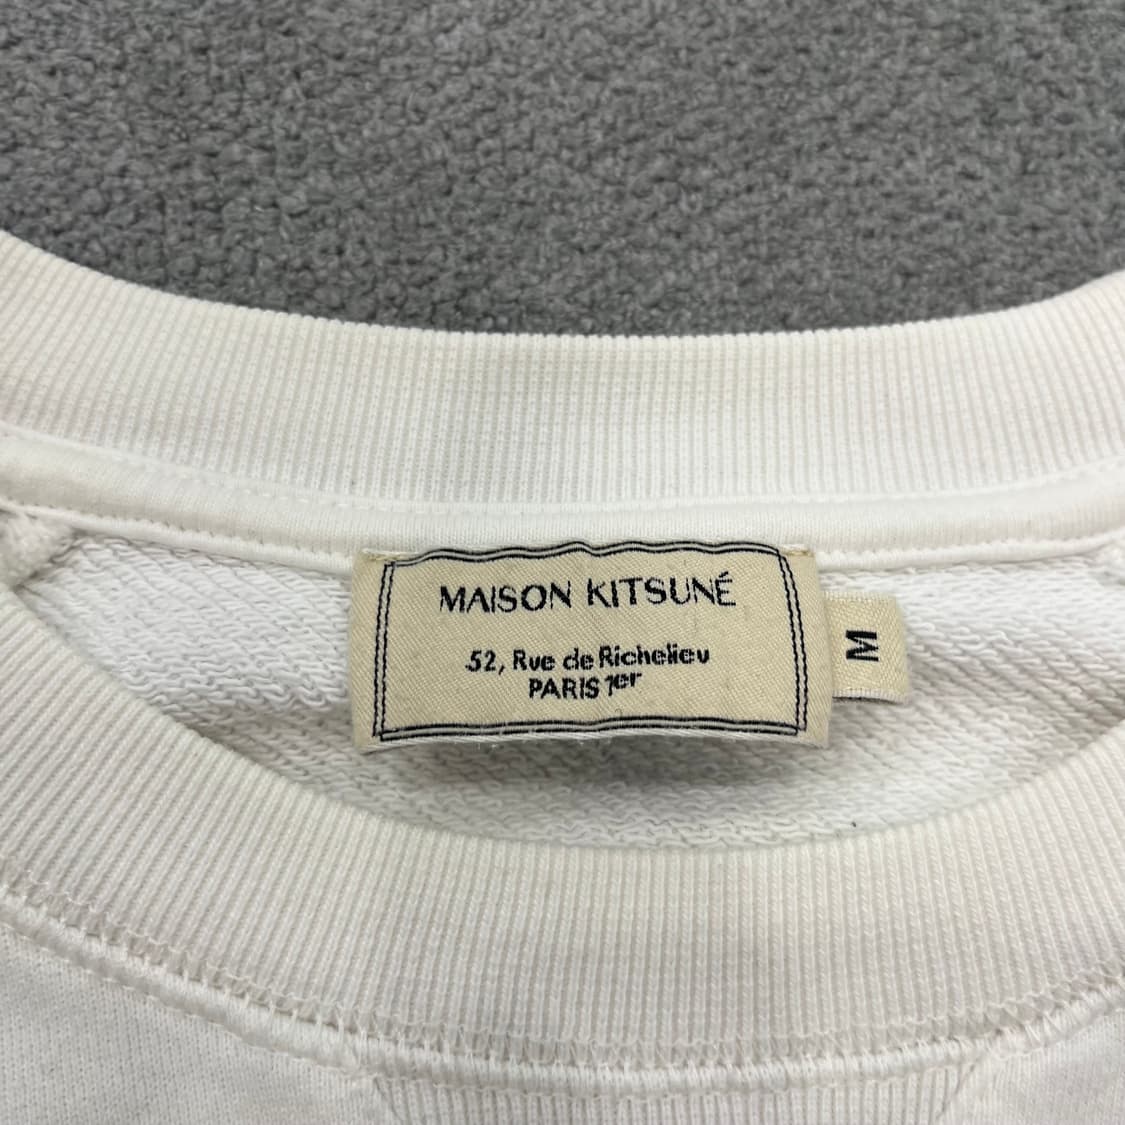 MAISON KITSUNÉ
52, Rue de Richelieu
PARIS 1er
M